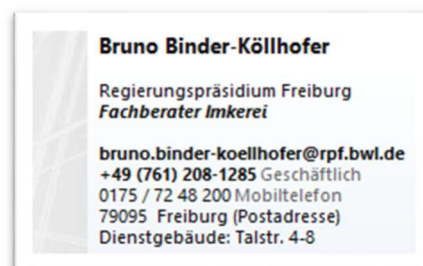 Bruno Binder-Köllhofer
Regierungspräsidium Freiburg
Fachberater Imkerei
bruno.binder-koellhofer@rpf.bwl.de
+49 (761) 208-1285 Geschäftlich
0175 / 72 48 200 Mobiltelefon
79095 Freiburg (Postadresse)
Dienstgebäude: Talstr. 4-8